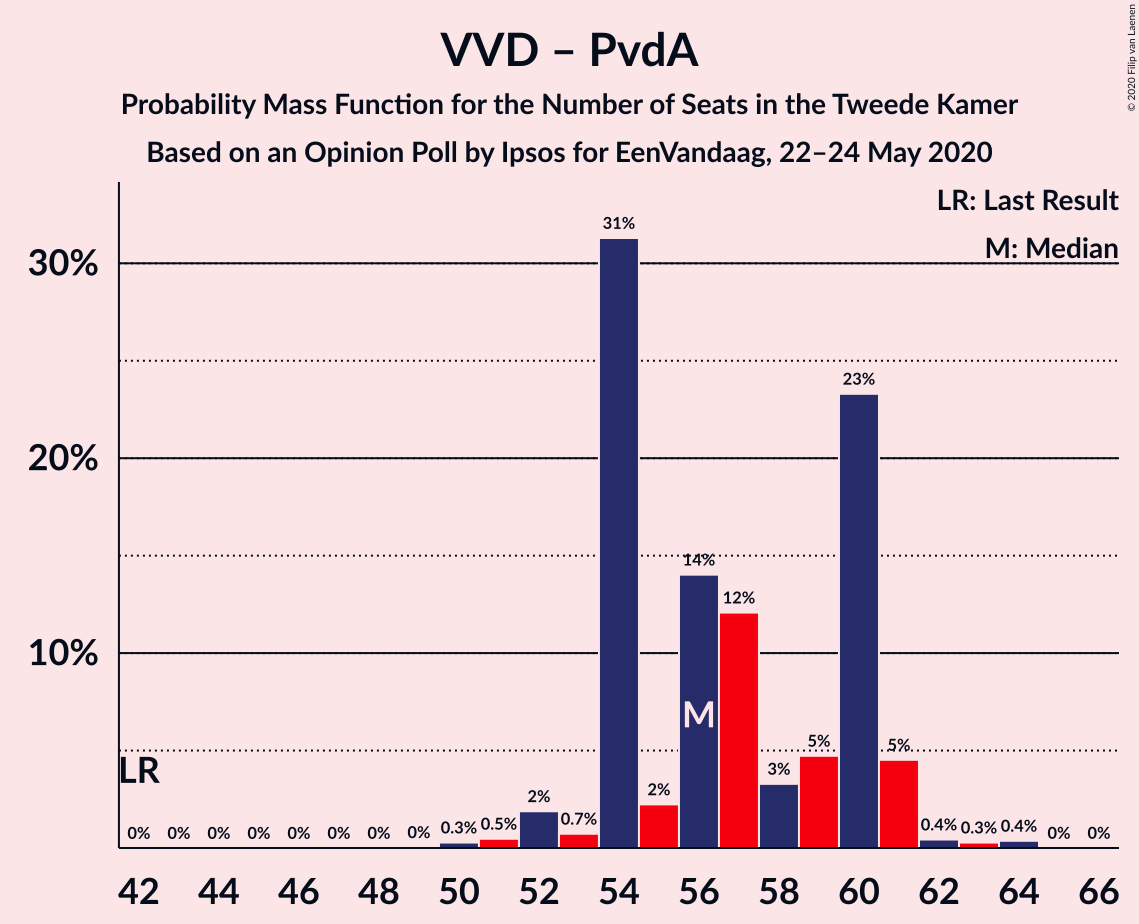 VVD – PvdA
Probability Mass Function for the Number of Seats in the Tweede Kamer
Based on an Opinion Poll by Ipsos for EenVandaag, 22–24 May 2020
© 2020 Filip van Laenen
LR: Last Result
M: Median
30%
20%
10%
31%
23%
14%
12%
M
5%
5%
LR
3%
2%
2%
0% 0% 0% 0% 0% 0% 0% 0% 0.3% 0.5% 0.7% 0.4% 0.3% 0.4% 0% 0%
42 44 46 48 50 52 54 56 58 60 62 64 66